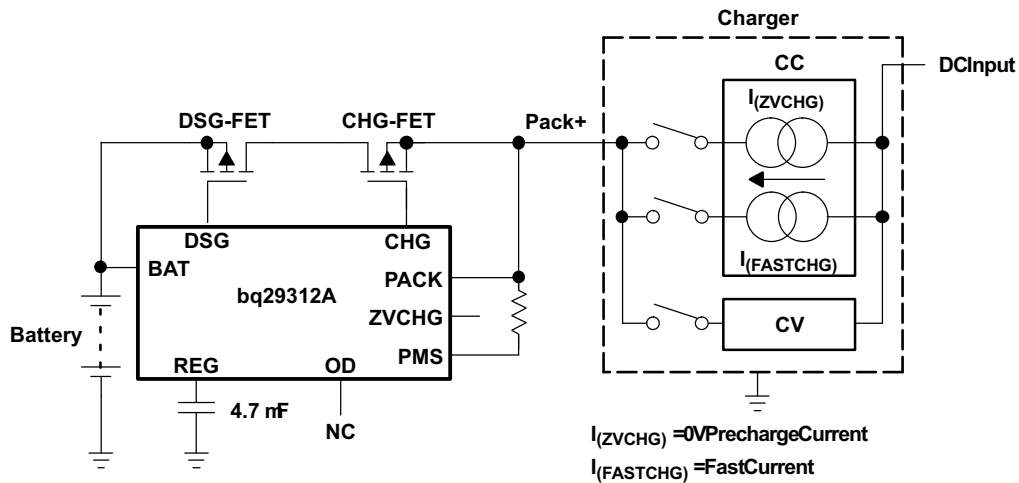 Charger
CC
DCInput
I(ZVCHG)
DSG-FET
CHG-FET
Pack+
DSG
CHG
I(FASTCHG)
BAT
PACK
bq29312A
ZVCHG
CV
Battery
PMS
REG
OD
4.7 mF
NC
I(ZVCHG) =0VPrechargeCurrent
I(FASTCHG) =FastCurrent